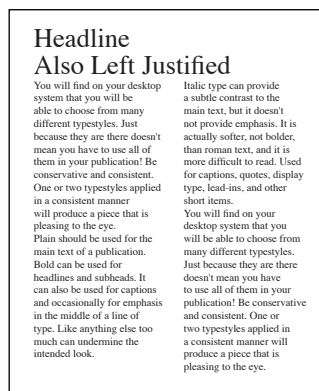 Headline
Also Left Justified
You will find on your desktop
system that you will be
able to choose from many
different typestyles. Just
because they are there doesn't
mean you have to use all of
them in your publication! Be
conservative and consistent.
One or two typestyles applied
in a consistent manner
will produce a piece that is
pleasing to the eye.
Plain should be used for the
main text of a publication.
Bold can be used for
headlines and subheads. It
can also be used for captions
and occasionally for emphasis
in the middle of a line of
type. Like anything else too
much can undermine the
intended look.
Italic type can provide
a subtle contrast to the
main text, but it doesn't
not provide emphasis. It is
actually softer, not bolder,
than roman text, and it is
more difficult to read. Used
for captions, quotes, display
type, lead-ins, and other
short items.
You will find on your
desktop system that you
will be able to choose from
many different typestyles.
Just because they are there
doesn't mean you have
to use all of them in your
publication! Be conservative
and consistent. One or
two typestyles applied in
a consistent manner will
produce a piece that is
pleasing to the eye.